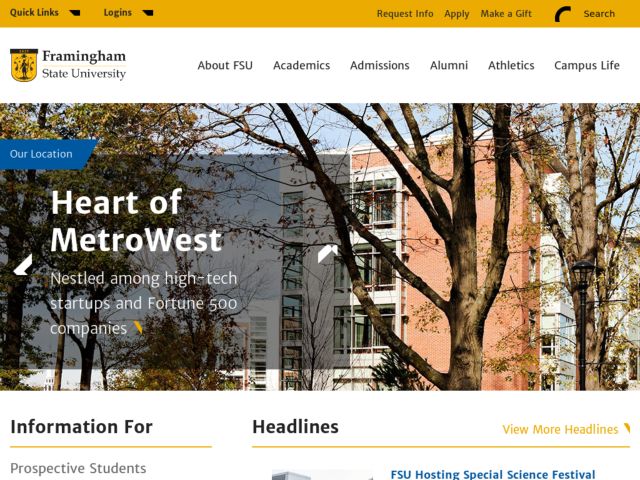 Quick Links
Logins
Request Info
Apply
Make a Gift
Search
Framingham
State University
About FSU
Academics
Admissions
Alumni
Athletics
Campus Life
Our Location
Heart of
MetroWest
Nestled among high-tech
startups and Fortune 500
companies
Information For
Prospective Students
Headlines
View More Headlines
FSU Hosting Special Science Festival